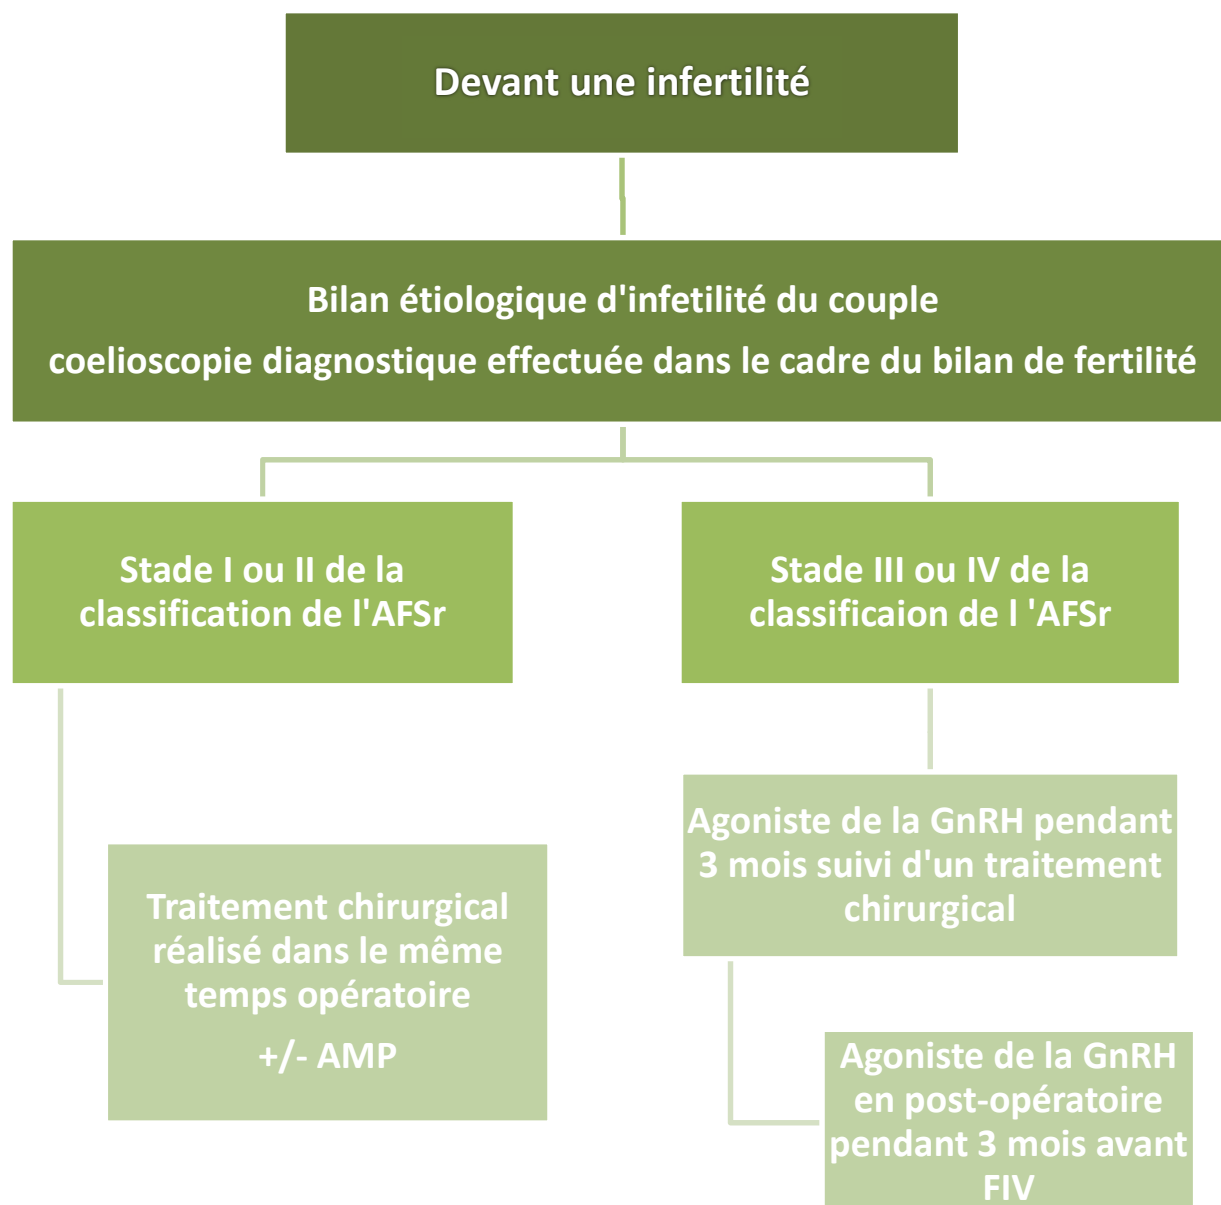 Devant une infertilité
Bilan étiologique d'infetilité du couple
coelioscopie diagnostique effectuée dans le cadre du bilan de fertilité
Stade I ou II de la
classification de l'AFSr
Stade III ou IV de la
classificaion de l 'AFSr
Traitement chirurgical
réalisé dans le même
temps opératoire
+/- AMP
Agoniste de la GnRH pendant
3 mois suivi d'un traitement
chirurgical
Agoniste de la GnRH
en post-opératoire
pendant 3 mois avant
FIV